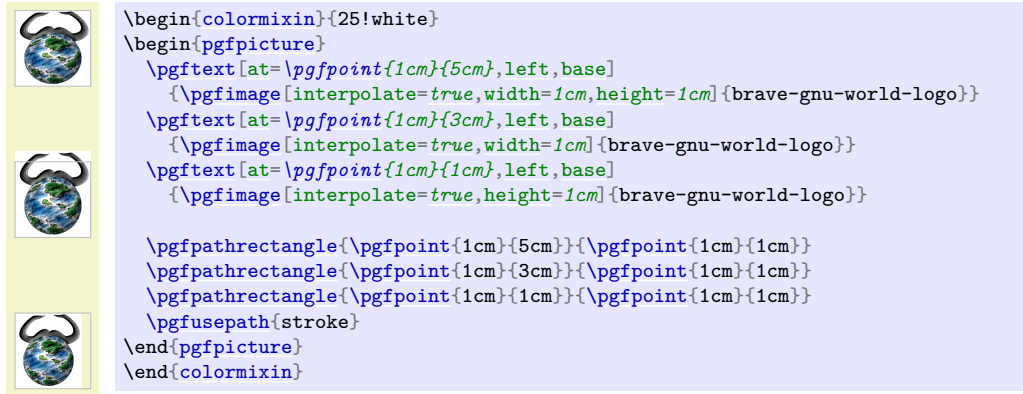 \begin{colormixin}{25!white}
\begin{pgfpicture}
  \pgftext[at=\pgfpoint{1cm}{5cm},left,base]
    {\pgfimage[interpolate=true,width=1cm,height=1cm]{brave-gnu-world-logo}}
  \pgftext[at=\pgfpoint{1cm}{3cm},left,base]
    {\pgfimage[interpolate=true,width=1cm]{brave-gnu-world-logo}}
  \pgftext[at=\pgfpoint{1cm}{1cm},left,base]
    {\pgfimage[interpolate=true,height=1cm]{brave-gnu-world-logo}}

  \pgfpathrectangle{\pgfpoint{1cm}{5cm}}{\pgfpoint{1cm}{1cm}}
  \pgfpathrectangle{\pgfpoint{1cm}{3cm}}{\pgfpoint{1cm}{1cm}}
  \pgfpathrectangle{\pgfpoint{1cm}{1cm}}{\pgfpoint{1cm}{1cm}}
  \pgfusepath{stroke}
\end{pgfpicture}
\end{colormixin}